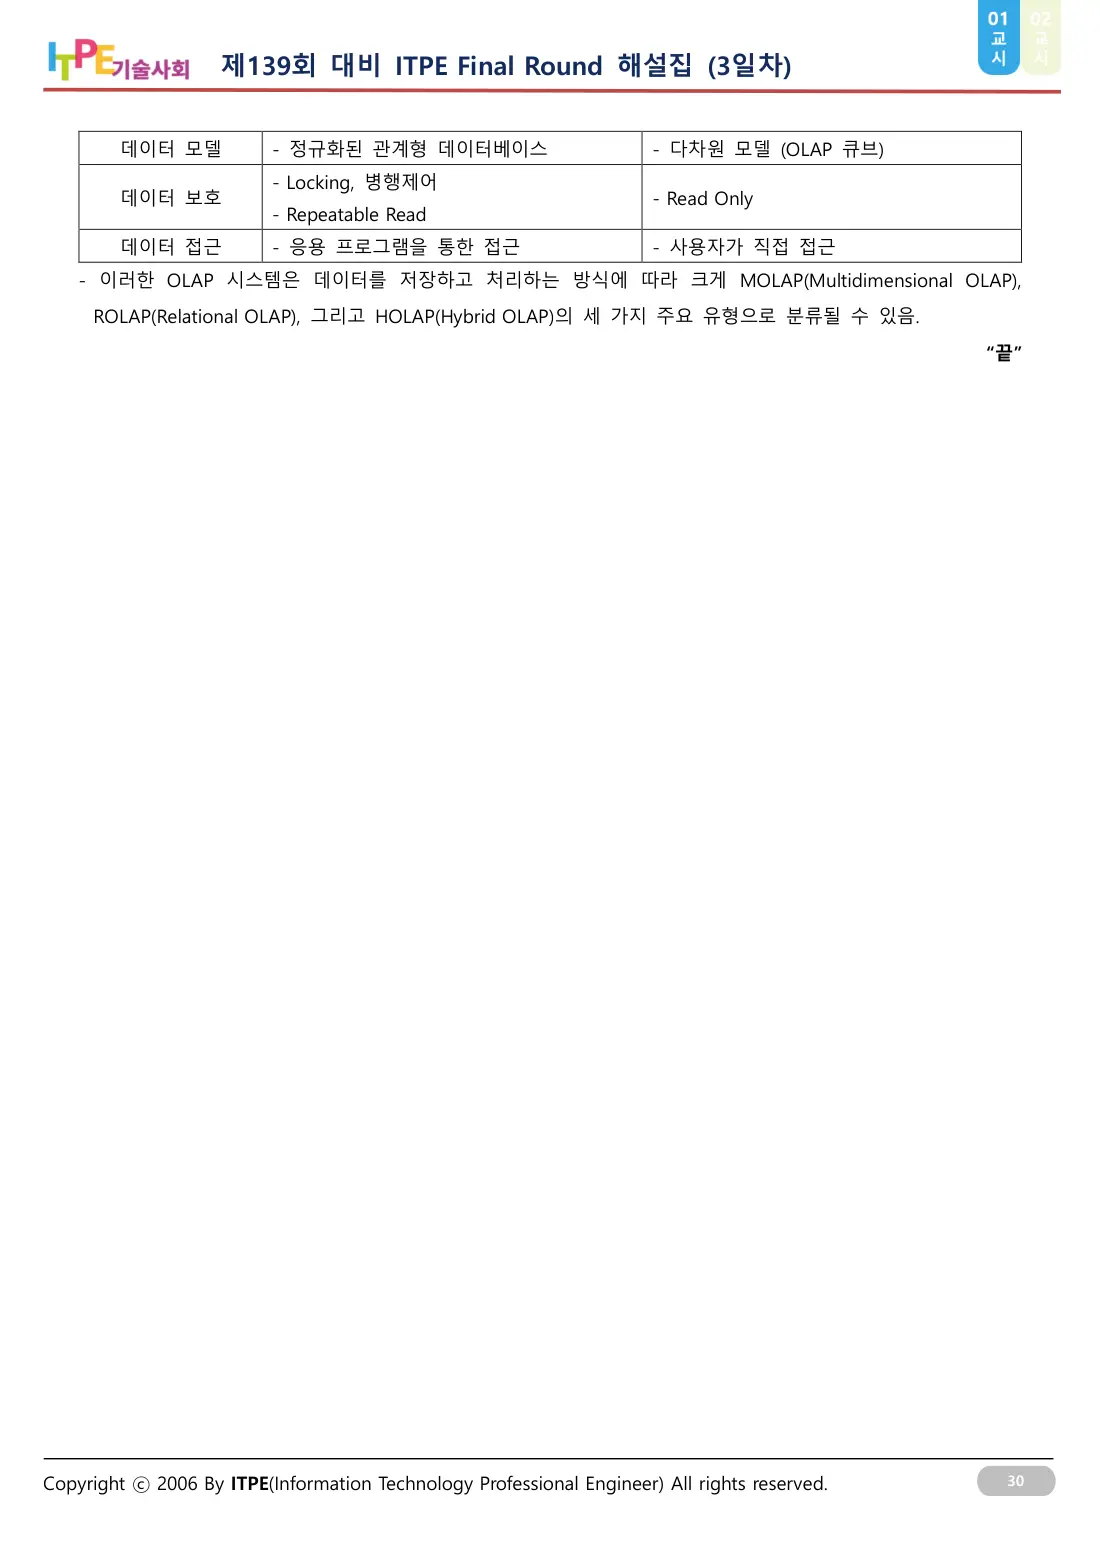 ITPE기술사회 제139회 대비 ITPE Final Round 해설집 (3일차)
01 교시
02 교시
데이터 모델 - 정규화된 관계형 데이터베이스 - 다차원 모델 (OLAP 큐브)
데이터 보호 - Locking, 병행제어
- Repeatable Read
- Read Only
데이터 접근 - 응용 프로그램을 통한 접근 - 사용자가 직접 접근
- 이러한 OLAP 시스템은 데이터를 저장하고 처리하는 방식에 따라 크게 MOLAP(Multidimensional OLAP),
ROLAP(Relational OLAP), 그리고 HOLAP(Hybrid OLAP)의 세 가지 주요 유형으로 분류될 수 있음.
“끝”
Copyright ⓒ 2006 By ITPE(Information Technology Professional Engineer) All rights reserved.
30